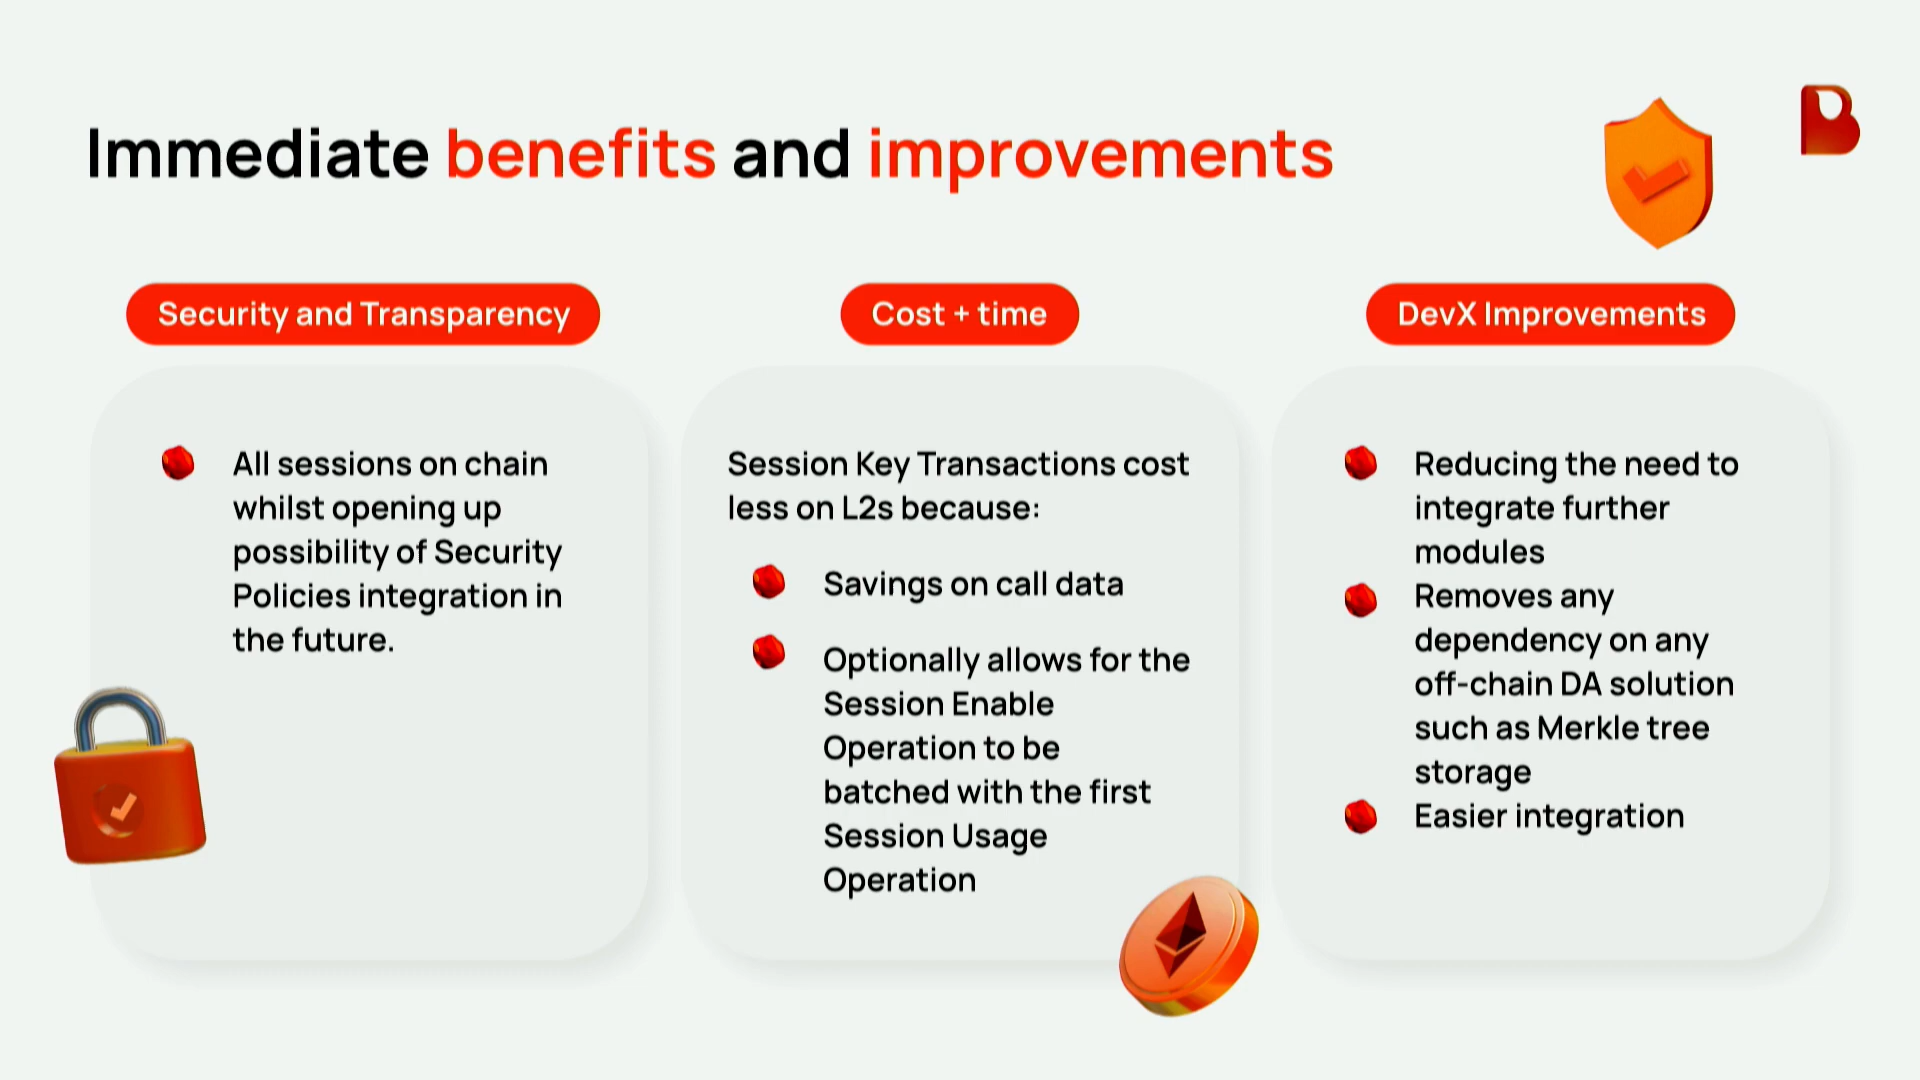 Immediate benefits and improvements
Security and Transparency
All sessions on chain
whilst opening up
possibility of Security
Policies integration in
the future.
Cost + time
Session Key Transactions cost
less on L2s because:
Savings on call data
Optionally allows for the
Session Enable
Operation to be
batched with the first
Session Usage
Operation
DevX Improvements
Reducing the need to
integrate further
modules
Removes any
dependency on any
off-chain DA solution
such as Merkle tree
storage
Easier integration